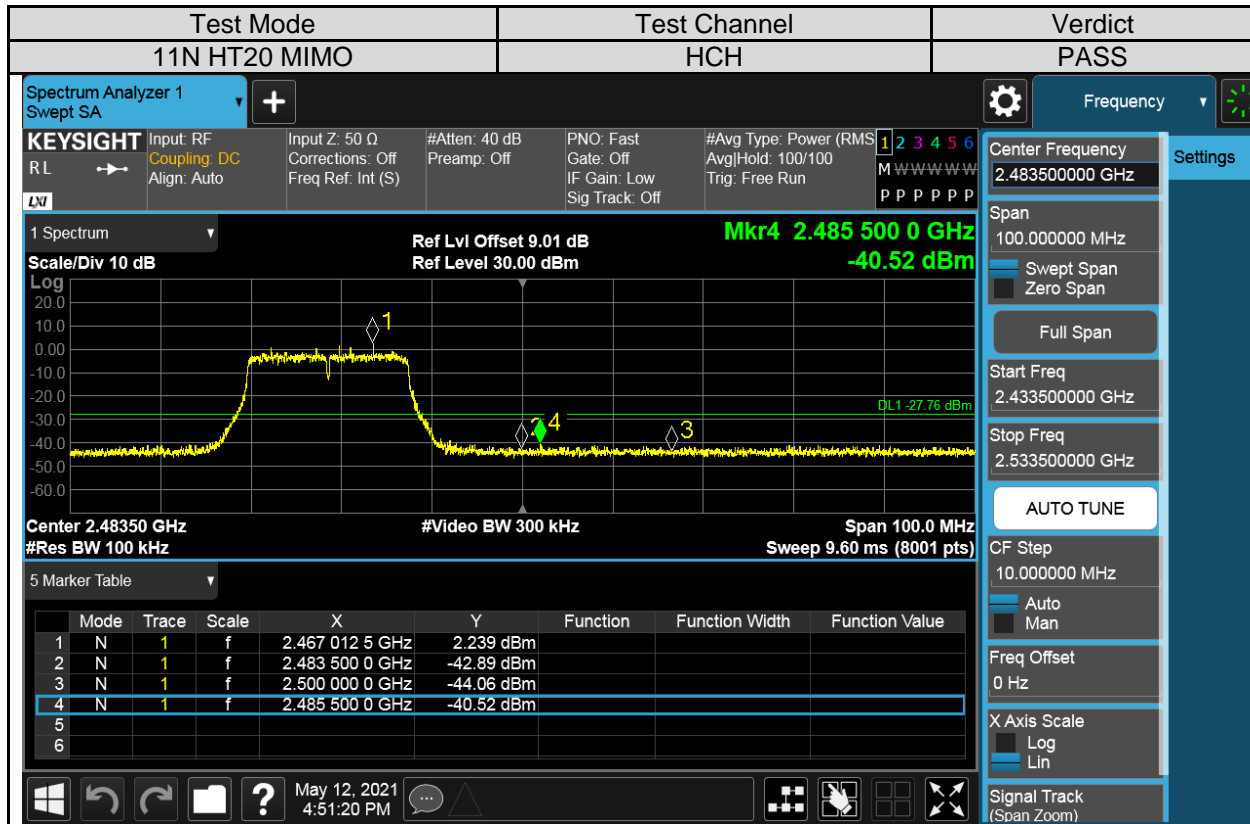 Test Mode Test Channel Verdict
11N HT20 MIMO HCH PASS
Spectrum Analyzer 1
Swept SA
+
Frequency
KEYSIGHT Input: RF Input Z: 50 Ω #Atten: 40 dB PNO: Fast #Avg Type: Power (RMS 1 2 3 4 5 6
RL Coupling: DC Corrections: Off Preamp: Off Gate: Off Avg|Hold: 100/100 M W W W W W
Align: Auto Freq Ref: Int (S) IF Gain: Low Trig: Free Run
LXI Sig Track: Off P P P P P P
1 Spectrum Ref Lvl Offset 9.01 dB Mkr4 2.485 500 0 GHz
Scale/Div 10 dB Ref Level 30.00 dBm -40.52 dBm
Log
20.0
10.0
0.00
-10.0
-20.0
-30.0
-40.0
-50.0
-60.0
1
DL1 -27.76 dBm
4
3
Center 2.48350 GHz #Video BW 300 kHz Span 100.0 MHz
#Res BW 100 kHz Sweep 9.60 ms (8001 pts)
5 Marker Table
Mode Trace Scale X Y Function Function Width Function Value
1 N 1 f 2.467 012 5 GHz 2.239 dBm
2 N 1 f 2.483 500 0 GHz -42.89 dBm
3 N 1 f 2.500 000 0 GHz -44.06 dBm
4 N 1 f 2.485 500 0 GHz -40.52 dBm
5
6
?
May 12, 2021
4:51:20 PM
Center Frequency
2.483500000 GHz
Settings
Span
100.000000 MHz
Swept Span
Zero Span
Full Span
Start Freq
2.433500000 GHz
Stop Freq
2.533500000 GHz
AUTO TUNE
CF Step
10.000000 MHz
Auto
Man
Freq Offset
0 Hz
X Axis Scale
Log
Lin
Signal Track
(Span Zoom)